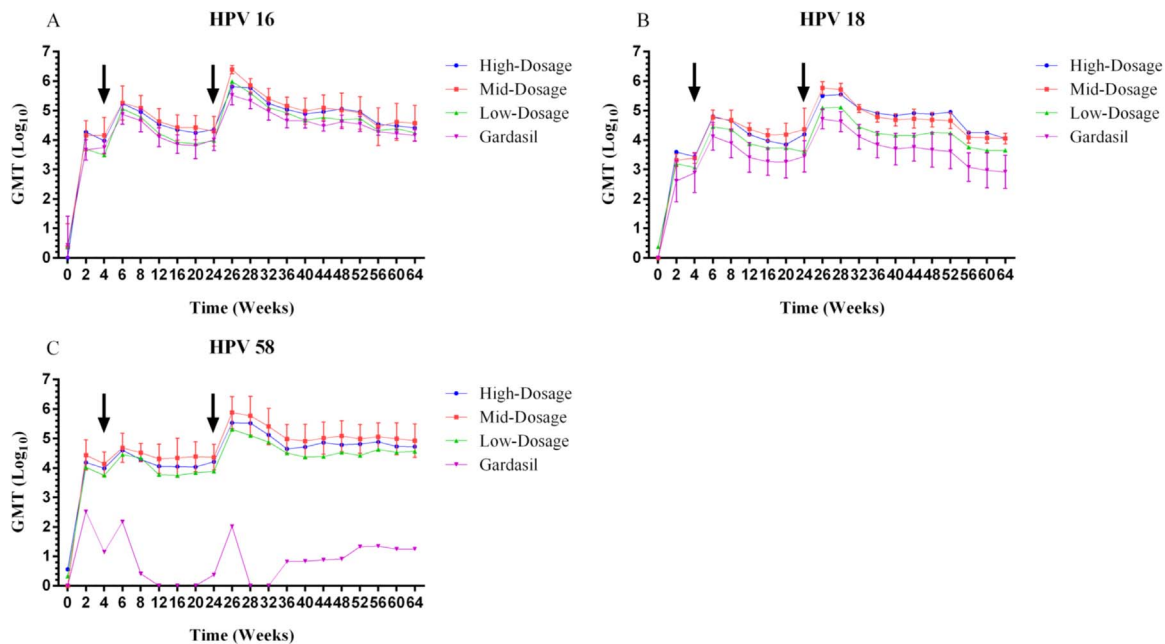 A
HPV 16
7
6
5
4
3
2
1
0
GMT (Log10)
0 2 4 6 8 12 16 20 24 26 28 32 36 40 44 48 52 56 60 64
Time (Weeks)
High-Dosage
Mid-Dosage
Low-Dosage
Gardasil
B
HPV 18
7
6
5
4
3
2
1
0
GMT (Log10)
0 2 4 6 8 12 16 20 24 26 28 32 36 40 44 48 52 56 60 64
Time (Weeks)
High-Dosage
Mid-Dosage
Low-Dosage
Gardasil
C
HPV 58
7
6
5
4
3
2
1
0
GMT (Log10)
0 2 4 6 8 12 16 20 24 26 28 32 36 40 44 48 52 56 60 64
Time (Weeks)
High-Dosage
Mid-Dosage
Low-Dosage
Gardasil